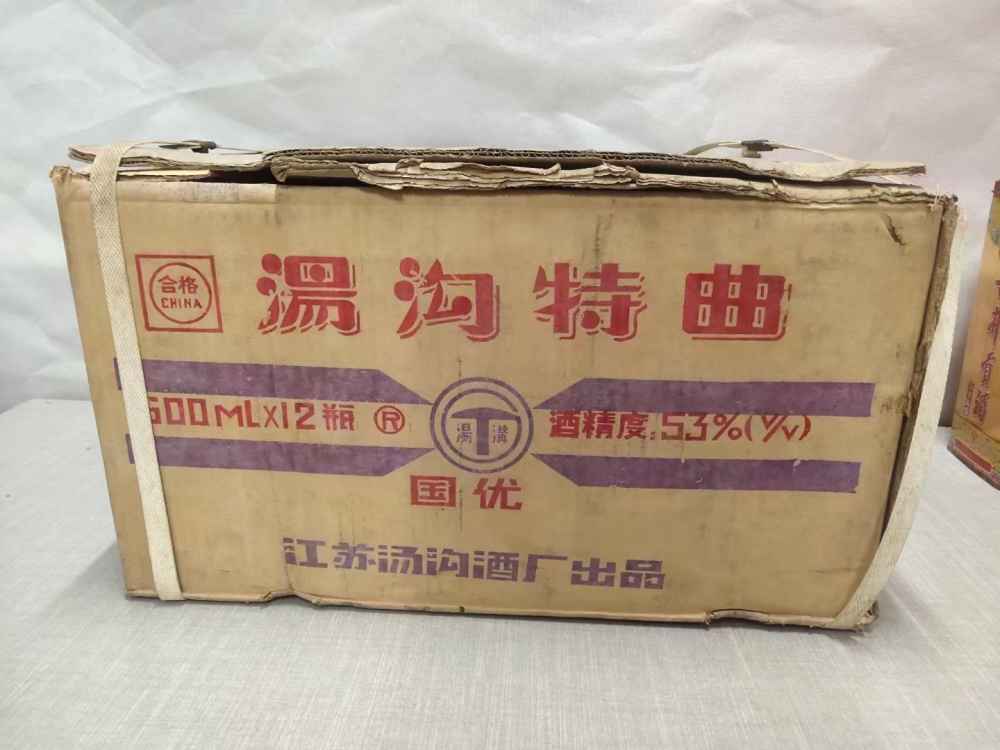 合格
CHINA
湯沟特曲
500ML×12瓶 ®
湯溝
酒精度:53%(V/V)
国优
江苏汤沟酒厂出品